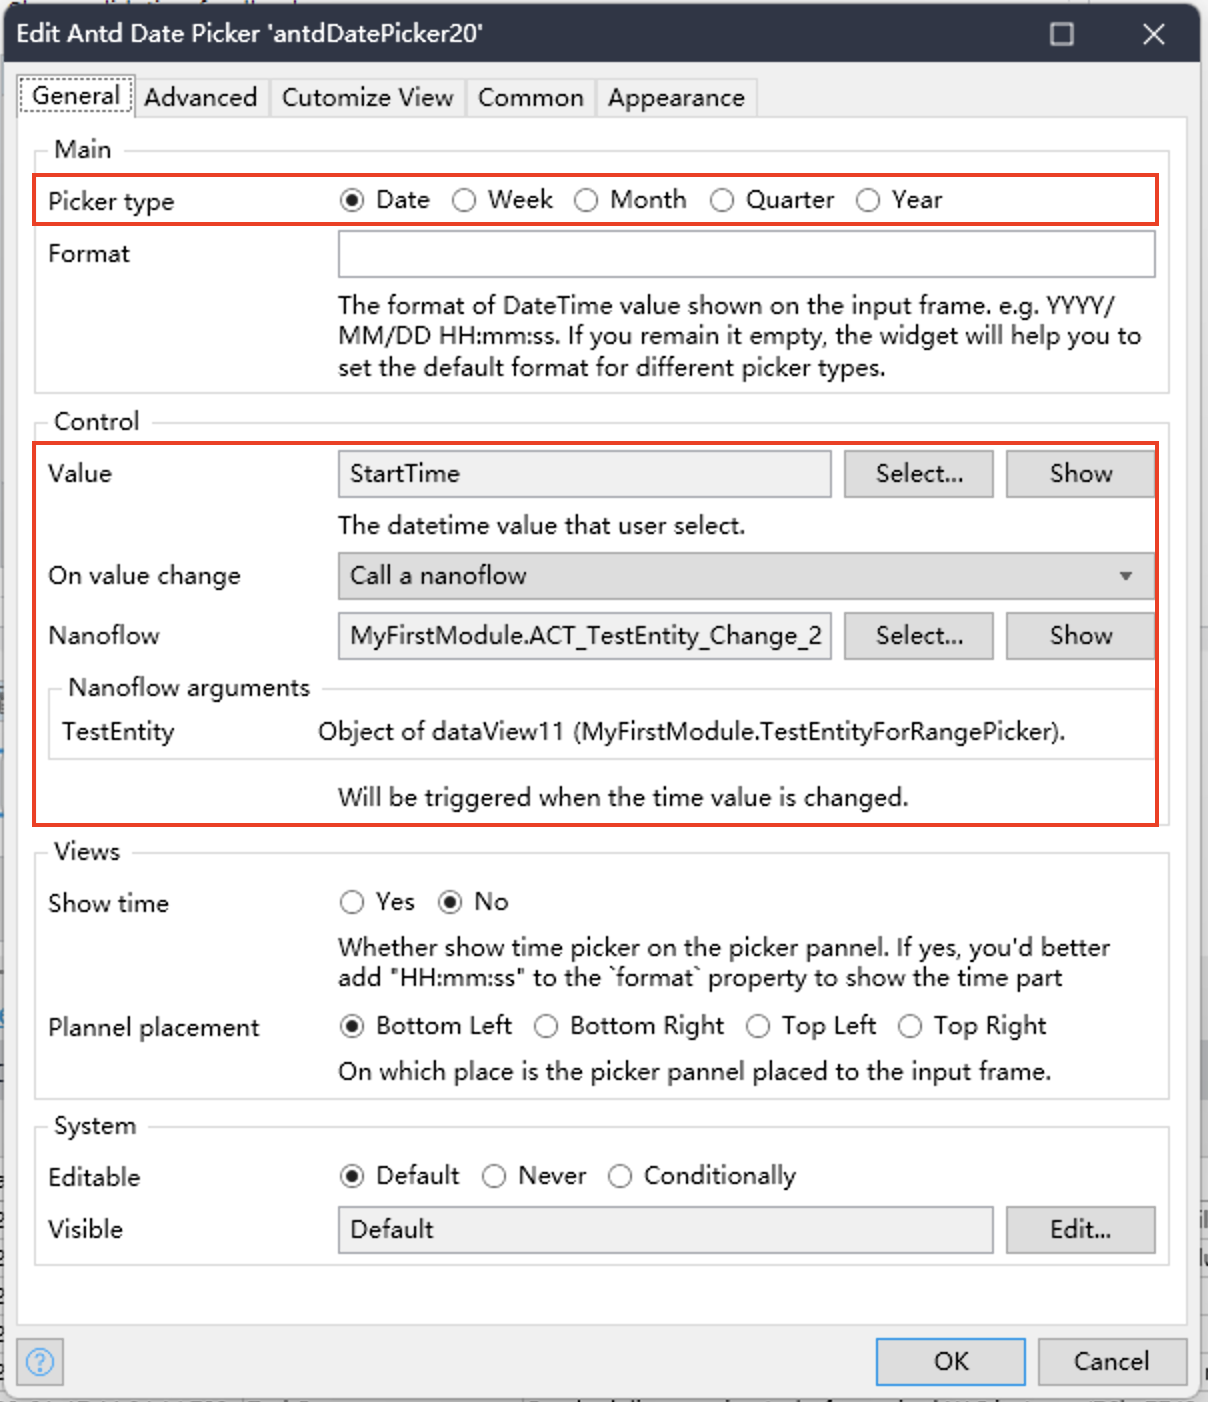 Edit Antd Date Picker 'antdDatePicker20'
General Advanced Cutomize View Common Appearance
Main
Picker type Date Week Month Quarter Year
Format
The format of DateTime value shown on the input frame. e.g. YYYY/
MM/DD HH:mm:ss. If you remain it empty, the widget will help you to
set the default format for different picker types.
Control
Value StartTime Select... Show
The datetime value that user select.
On value change Call a nanoflow
Nanoflow MyFirstModule.ACT_TestEntity_Change_2 Select... Show
Nanoflow arguments
TestEntity Object of dataView11 (MyFirstModule.TestEntityForRangePicker).
Will be triggered when the time value is changed.
Views
Show time Yes No
Whether show time picker on the picker pannel. If yes, you'd better
add "HH:mm:ss" to the `format` property to show the time part
Plannel placement Bottom Left Bottom Right Top Left Top Right
On which place is the picker pannel placed to the input frame.
System
Editable Default Never Conditionally
Visible Default Edit...
? OK Cancel